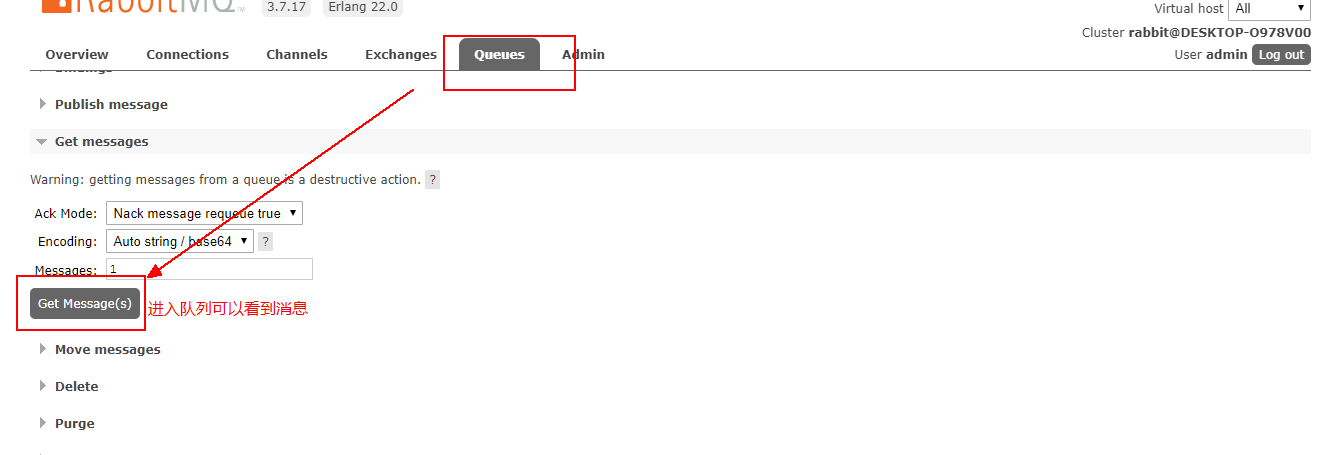 RabbitMQ TM 3.7.17 Erlang 22.0
Virtual host All
Cluster rabbit@DESKTOP-O978V00
User admin Log out
Overview Connections Channels Exchanges Queues Admin
Bindings
Publish message
Get messages
Warning: getting messages from a queue is a destructive action. ?
Ack Mode: Nack message requeue true
Encoding: Auto string / base64 ?
Messages: 1
Get Message(s) 进入队列可以看到消息
Move messages
Delete
Purge